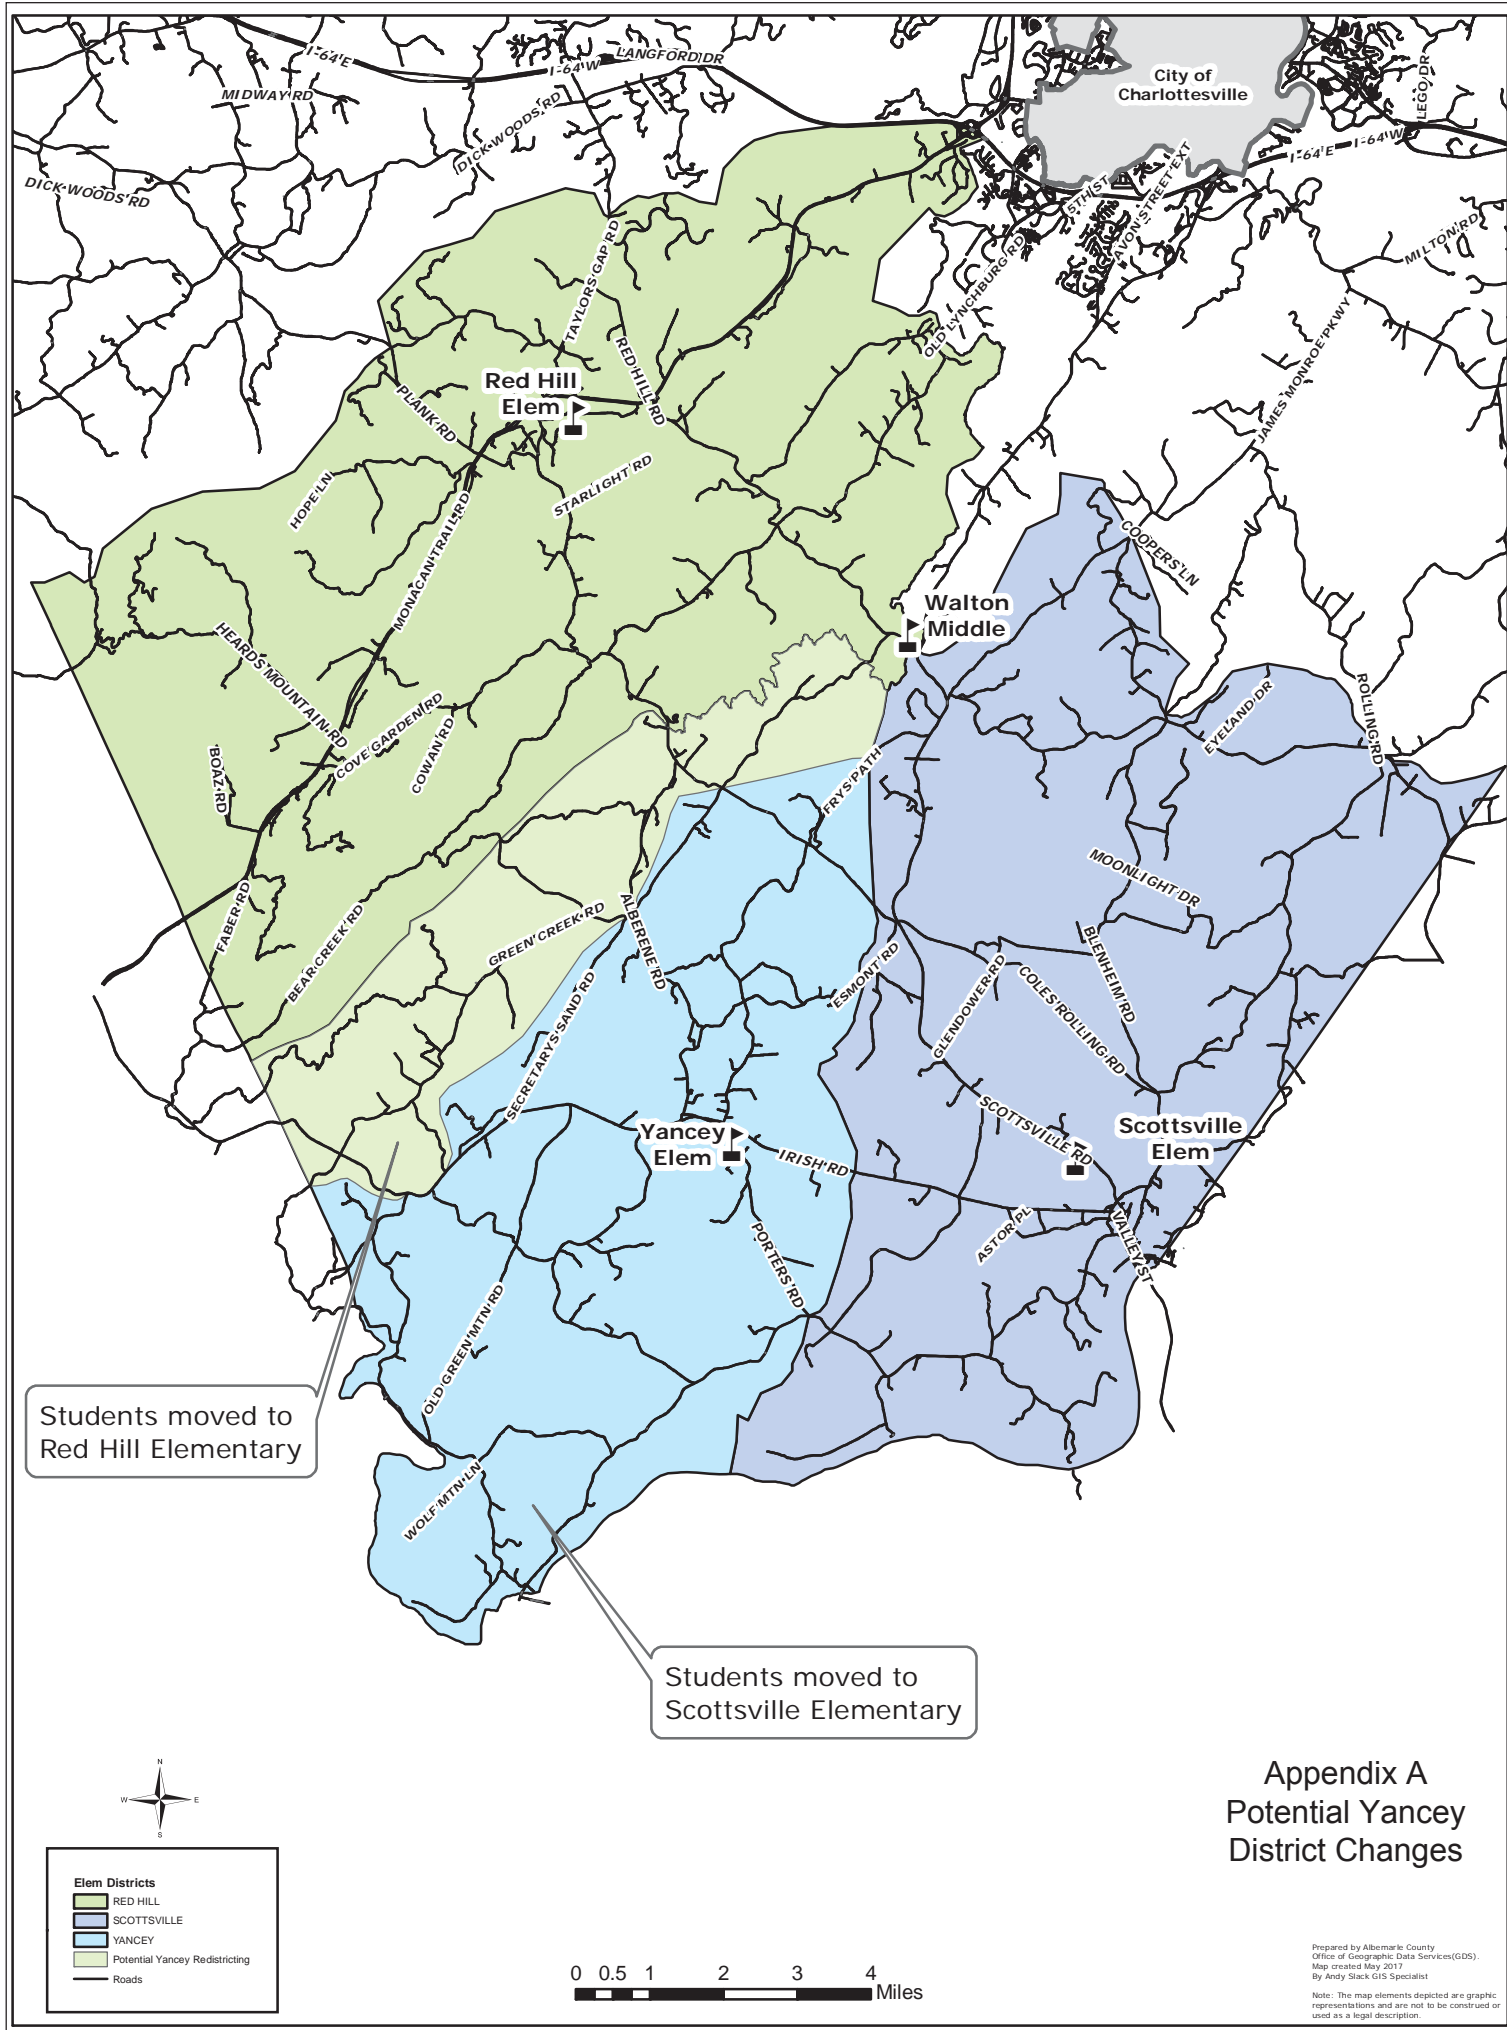 I-64 E
I-64 W
LANGFORD DR
MIDWAY RD
DICK WOODS RD
DICK WOODS RD
City of
Charlottesville
LEGO DR
I-64 E
I-64 W
5TH ST
AVON STREET EXT
MILTON RD
OLD LYNCHBURG RD
TAYLORS GAP RD
RED HILL RD
JAMES MONROE PKWY
Red Hill
Elem
PLANK RD
HOPE LN
STARLIGHT RD
MONACAN TRAIL RD
COOPERS LN
Walton
Middle
HEARDS MOUNTAIN RD
COVE GARDEN RD
COWAN RD
BOAZ RD
EYELAND DR
ROLLING RD
FRYS PATH
MOONLIGHT DR
FABER RD
BEAR CREEK RD
GREEN CREEK RD
ALBERENE RD
SECRETARYS SAND RD
ESMONT RD
GLENDOWER RD
COLES ROLLING RD
BLENHEIM RD
SCOTTSVILLE RD
Scottsville
Elem
Yancey
Elem
IRISH RD
ASTOR PL
VALLEY ST
PORTERS RD
OLD GREEN MTN RD
WOLF MTN LN
Students moved to
Red Hill Elementary
Students moved to
Scottsville Elementary
Appendix A
Potential Yancey
District Changes
N
W
E
S
Elem Districts
RED HILL
SCOTTSVILLE
YANCEY
Potential Yancey Redistricting
Roads
0 0.5 1 2 3 4
Miles
Prepared by Albemarle County
Office of Geographic Data Services(GDS).
Map created May 2017
By Andy Slack GIS Specialist
Note: The map elements depicted are graphic
representations and are not to be construed or
used as a legal description.